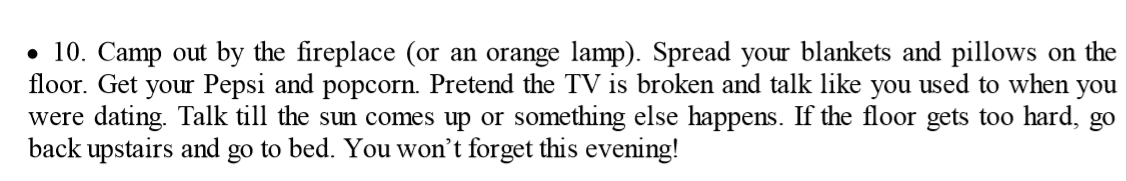 • 10. Camp out by the fireplace (or an orange lamp). Spread your blankets and pillows on the
floor. Get your Pepsi and popcorn. Pretend the TV is broken and talk like you used to when you
were dating. Talk till the sun comes up or something else happens. If the floor gets too hard, go
back upstairs and go to bed. You won’t forget this evening!